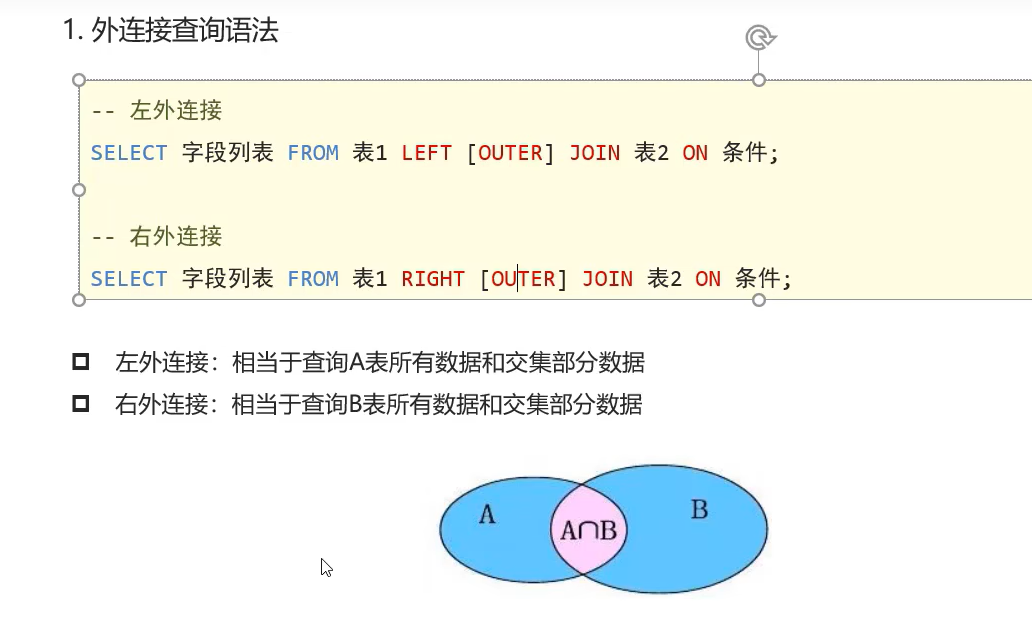 1. 外连接查询语法
-- 左外连接
SELECT 字段列表 FROM 表1 LEFT [OUTER] JOIN 表2 ON 条件;
-- 右外连接
SELECT 字段列表 FROM 表1 RIGHT [OUTER] JOIN 表2 ON 条件;
左外连接：相当于查询A表所有数据和交集部分数据
右外连接：相当于查询B表所有数据和交集部分数据
A
A∩B
B